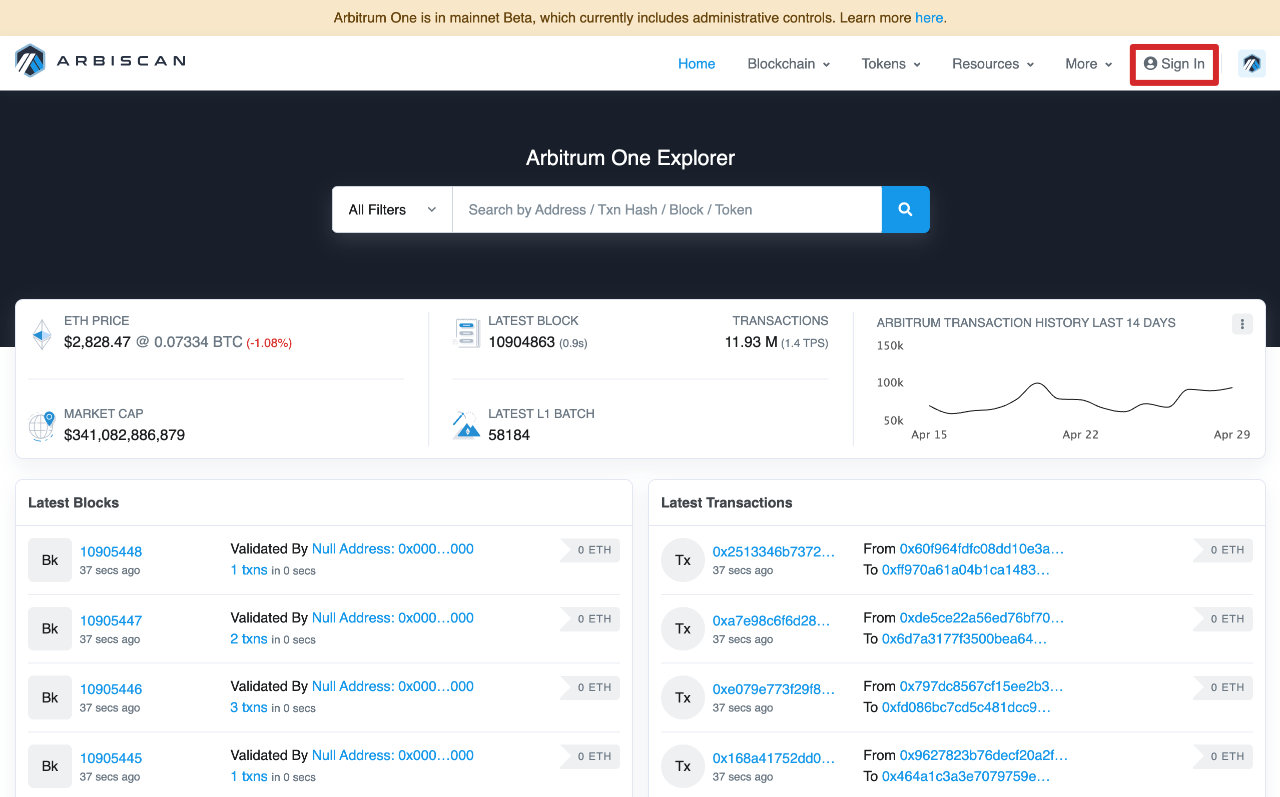 Arbitrum One is in mainnet Beta, which currently includes administrative controls. Learn more here.
ARBISCAN
Home
Blockchain
Tokens
Resources
More
Sign In
Arbitrum One Explorer
All Filters
Search by Address / Txn Hash / Block / Token
ETH PRICE
$2,828.47 @ 0.07334 BTC (-1.08%)
MARKET CAP
$341,082,886,879
LATEST BLOCK
10904863 (0.9s)
TRANSACTIONS
11.93 M (1.4 TPS)
LATEST L1 BATCH
58184
ARBITRUM TRANSACTION HISTORY LAST 14 DAYS
150k
100k
50k
Apr 15
Apr 22
Apr 29
Latest Blocks
Bk
10905448
37 secs ago
Validated By Null Address: 0x000...000
1 txns in 0 secs
0 ETH
Bk
10905447
37 secs ago
Validated By Null Address: 0x000...000
2 txns in 0 secs
0 ETH
Bk
10905446
37 secs ago
Validated By Null Address: 0x000...000
3 txns in 0 secs
0 ETH
Bk
10905445
37 secs ago
Validated By Null Address: 0x000...000
1 txns in 0 secs
0 ETH
Latest Transactions
Tx
0x2513346b7372...
37 secs ago
From 0x60f964fdfc08dd10e3a...
To 0xff970a61a04b1ca1483...
0 ETH
Tx
0xa7e98c6f6d28...
37 secs ago
From 0xde5ce22a56ed76bf70...
To 0x6d7a3177f3500bea64...
0 ETH
Tx
0xe079e773f29f8...
37 secs ago
From 0x797dc8567cf15ee2b3...
To 0xfd086bc7cd5c481dcc9...
0 ETH
Tx
0x168a41752dd0...
37 secs ago
From 0x9627823b76decf20a2f...
To 0x464a1c3a3e7079759e...
0 ETH